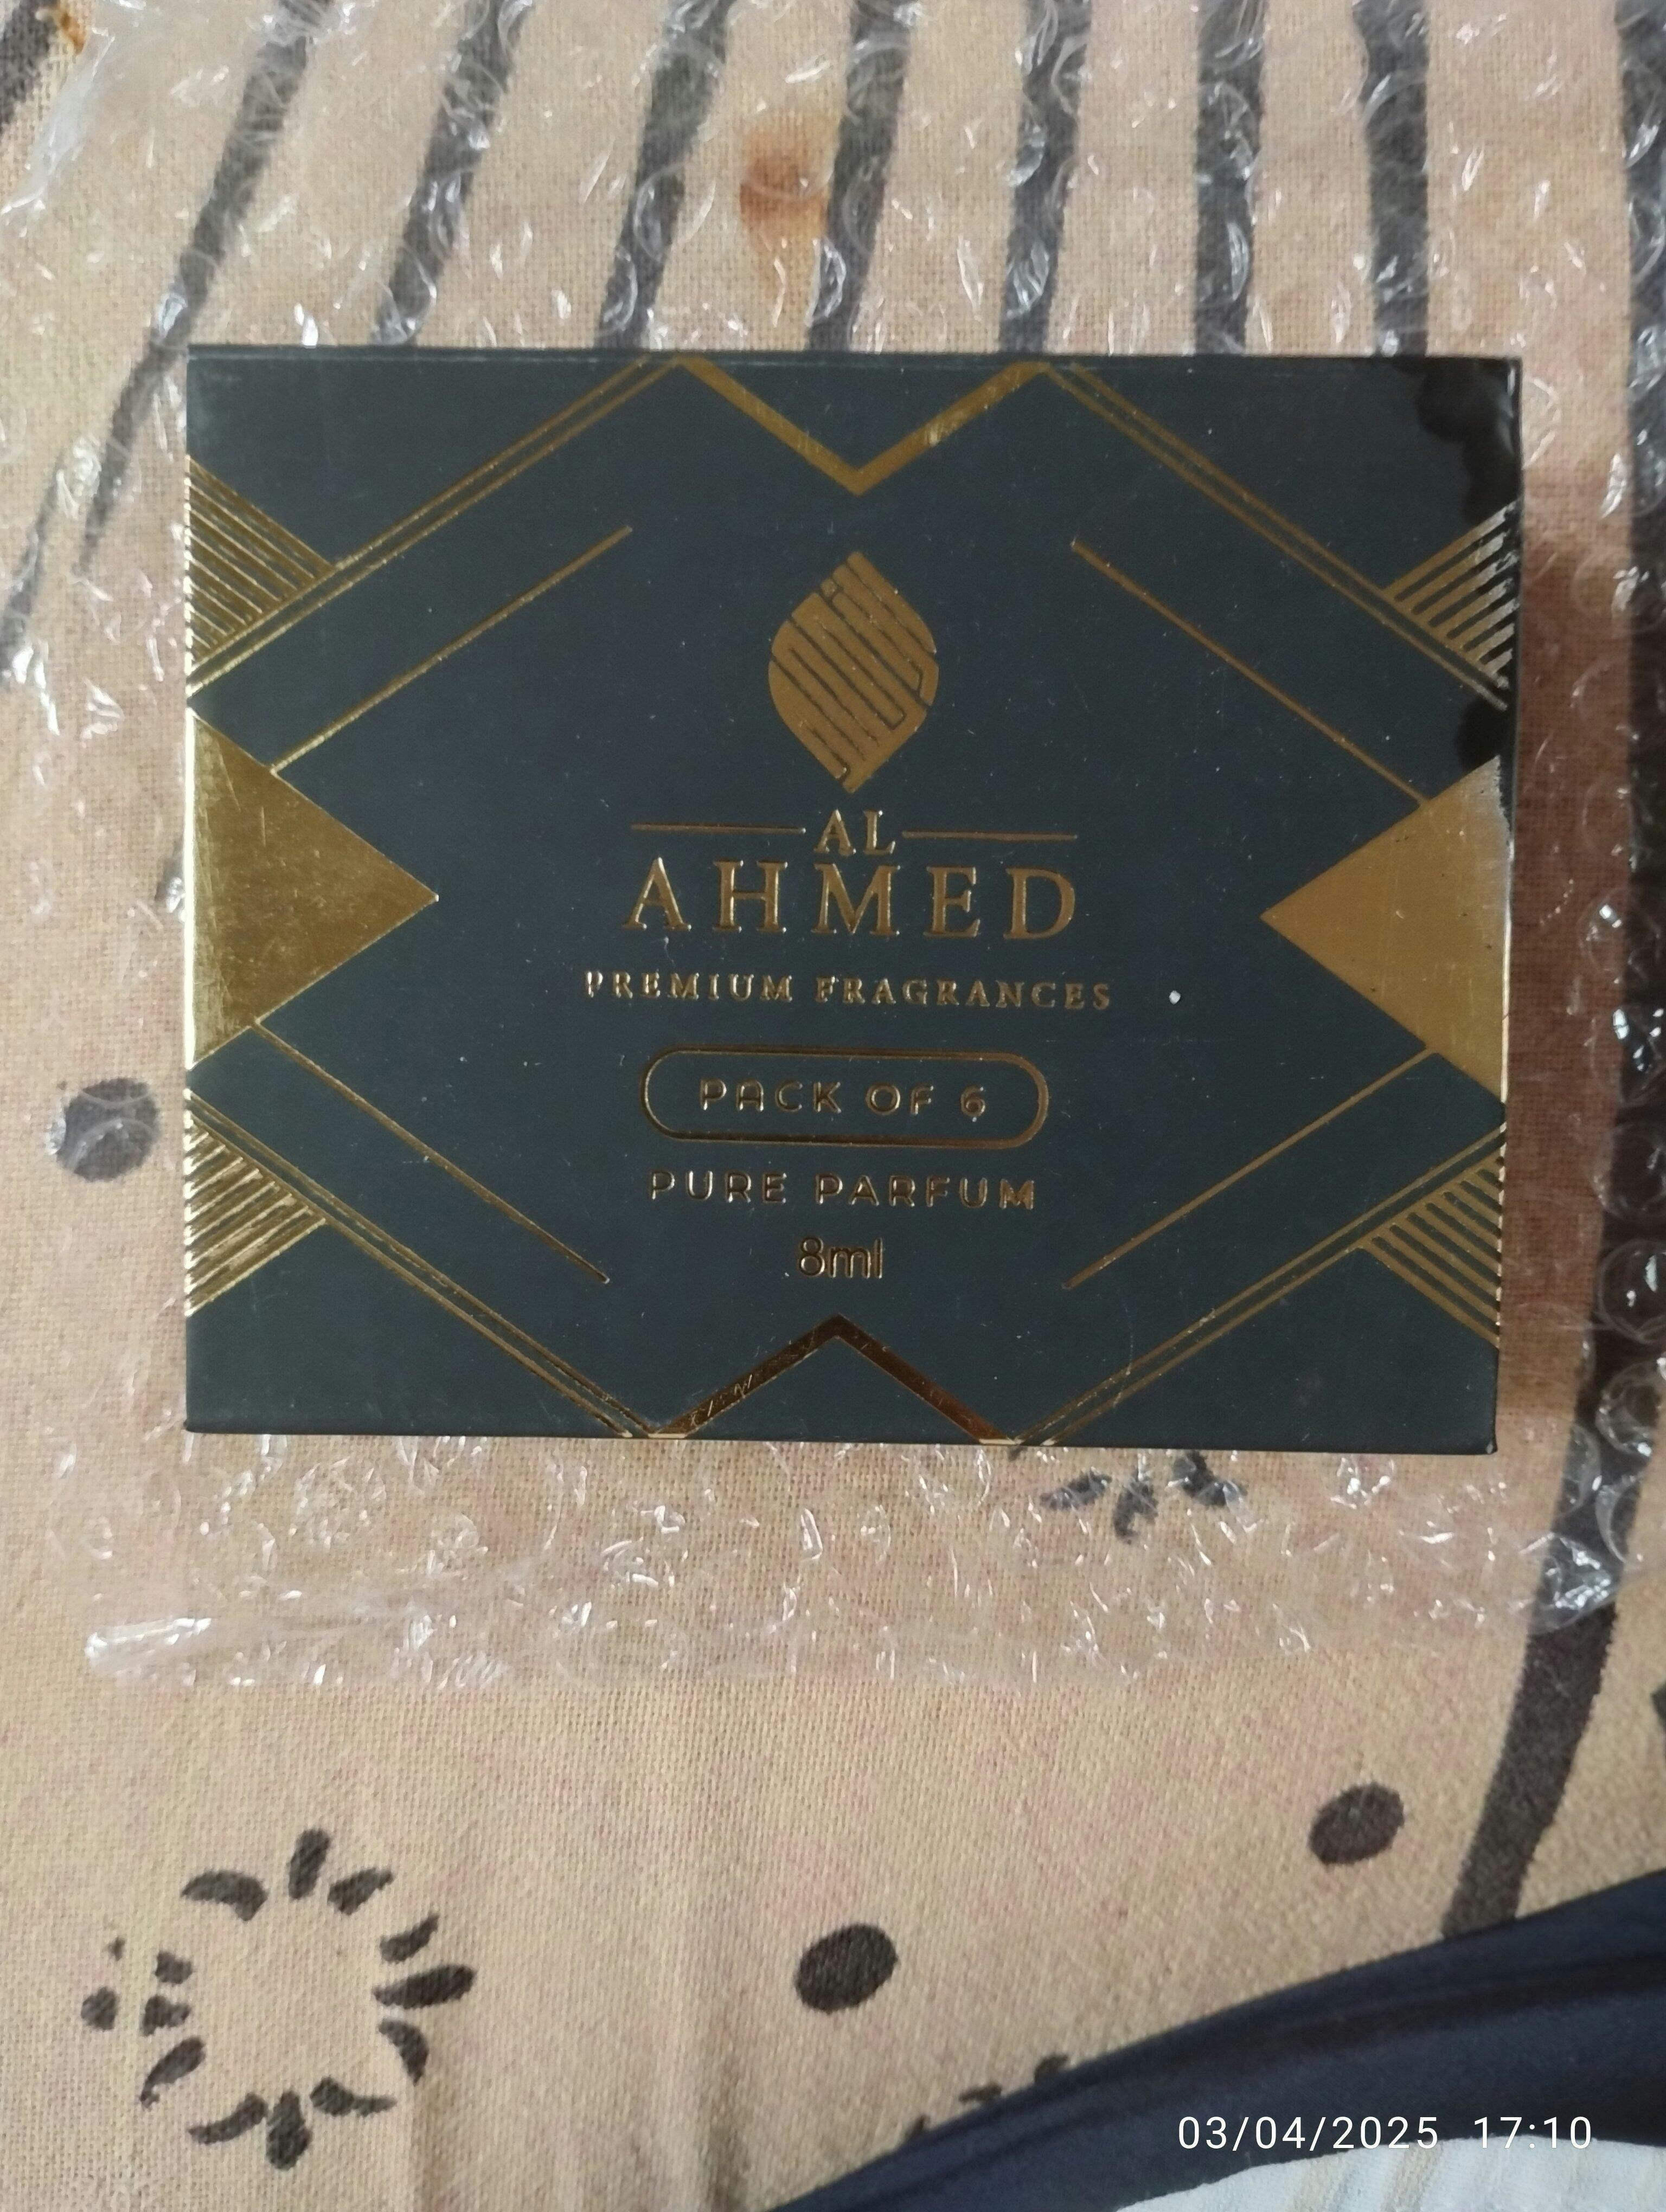 AL
AHMED
PREMIUM FRAGRANCES
PACK OF 6
PURE PARFUM
8ml
03/04/2025 17:10